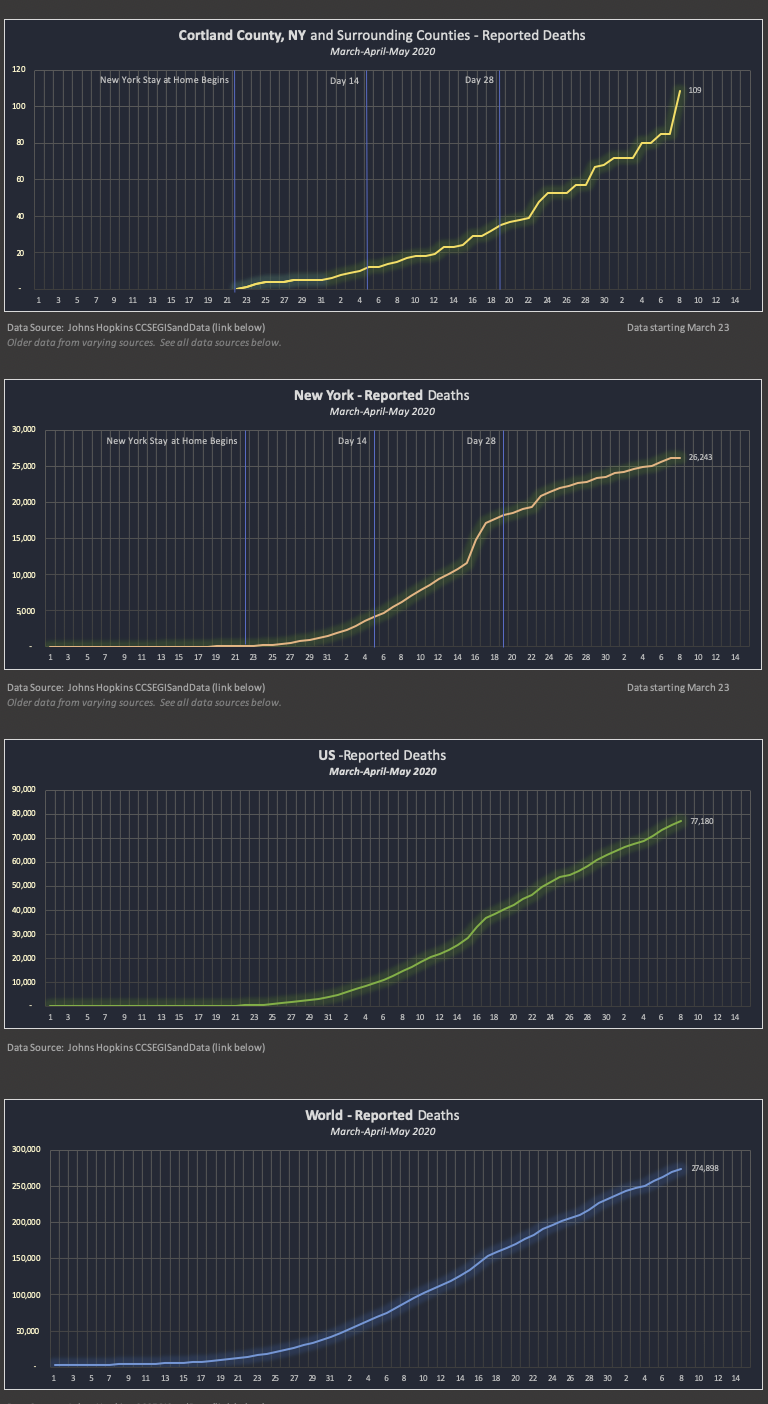 Cortland County, NY and Surrounding Counties - Reported Deaths
March-April-May 2020
120
100
80
60
40
20
-
New York Stay at Home Begins
Day 14
Day 28
109
1 3 5 7 9 11 13 15 17 19 21 23 25 27 29 31 2 4 6 8 10 12 14 16 18 20 22 24 26 28 30 2 4 6 8 10 12 14
Data Source: Johns Hopkins CCSEGISandData (link below) Data starting March 23
Older data from varying sources. See all data sources below.
New York - Reported Deaths
March-April-May 2020
30,000
25,000
20,000
15,000
10,000
5,000
-
New York Stay at Home Begins
Day 14
Day 28
26,243
1 3 5 7 9 11 13 15 17 19 21 23 25 27 29 31 2 4 6 8 10 12 14 16 18 20 22 24 26 28 30 2 4 6 8 10 12 14
Data Source: Johns Hopkins CCSEGISandData (link below) Data starting March 23
Older data from varying sources. See all data sources below.
US -Reported Deaths
March-April-May 2020
90,000
80,000
70,000
60,000
50,000
40,000
30,000
20,000
10,000
-
77,180
1 3 5 7 9 11 13 15 17 19 21 23 25 27 29 31 2 4 6 8 10 12 14 16 18 20 22 24 26 28 30 2 4 6 8 10 12 14
Data Source: Johns Hopkins CCSEGISandData (link below)
World - Reported Deaths
March-April-May 2020
300,000
250,000
200,000
150,000
100,000
50,000
-
274,898
1 3 5 7 9 11 13 15 17 19 21 23 25 27 29 31 2 4 6 8 10 12 14 16 18 20 22 24 26 28 30 2 4 6 8 10 12 14